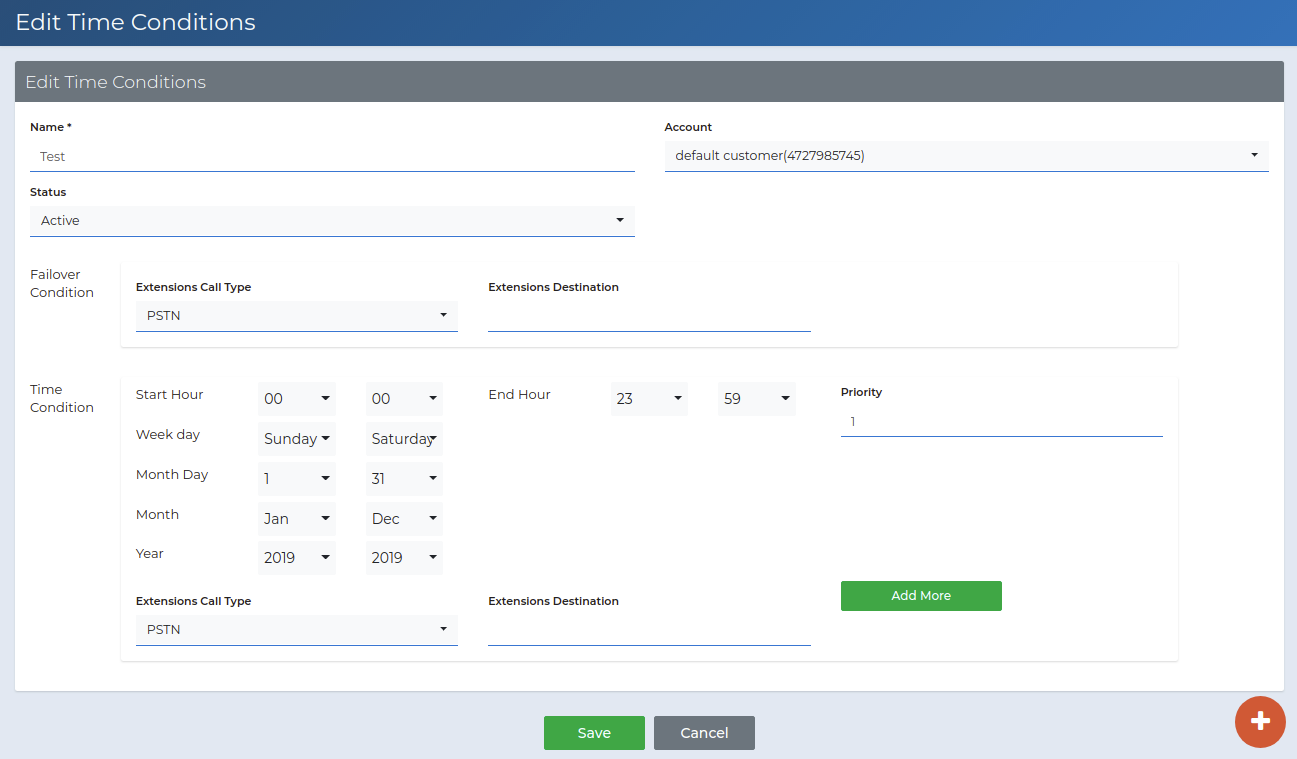 Edit Time Conditions
Edit Time Conditions
Name *
Account
Test
default customer(4727985745)
Status
Active
Failover
Condition
Extensions Call Type
Extensions Destination
PSTN
Time
Condition
Start Hour
00
00
End Hour
23
59
Priority
1
Week day
Sunday
Saturday
Month Day
1
31
Month
Jan
Dec
Year
2019
2019
Extensions Call Type
Extensions Destination
Add More
PSTN
Save
Cancel